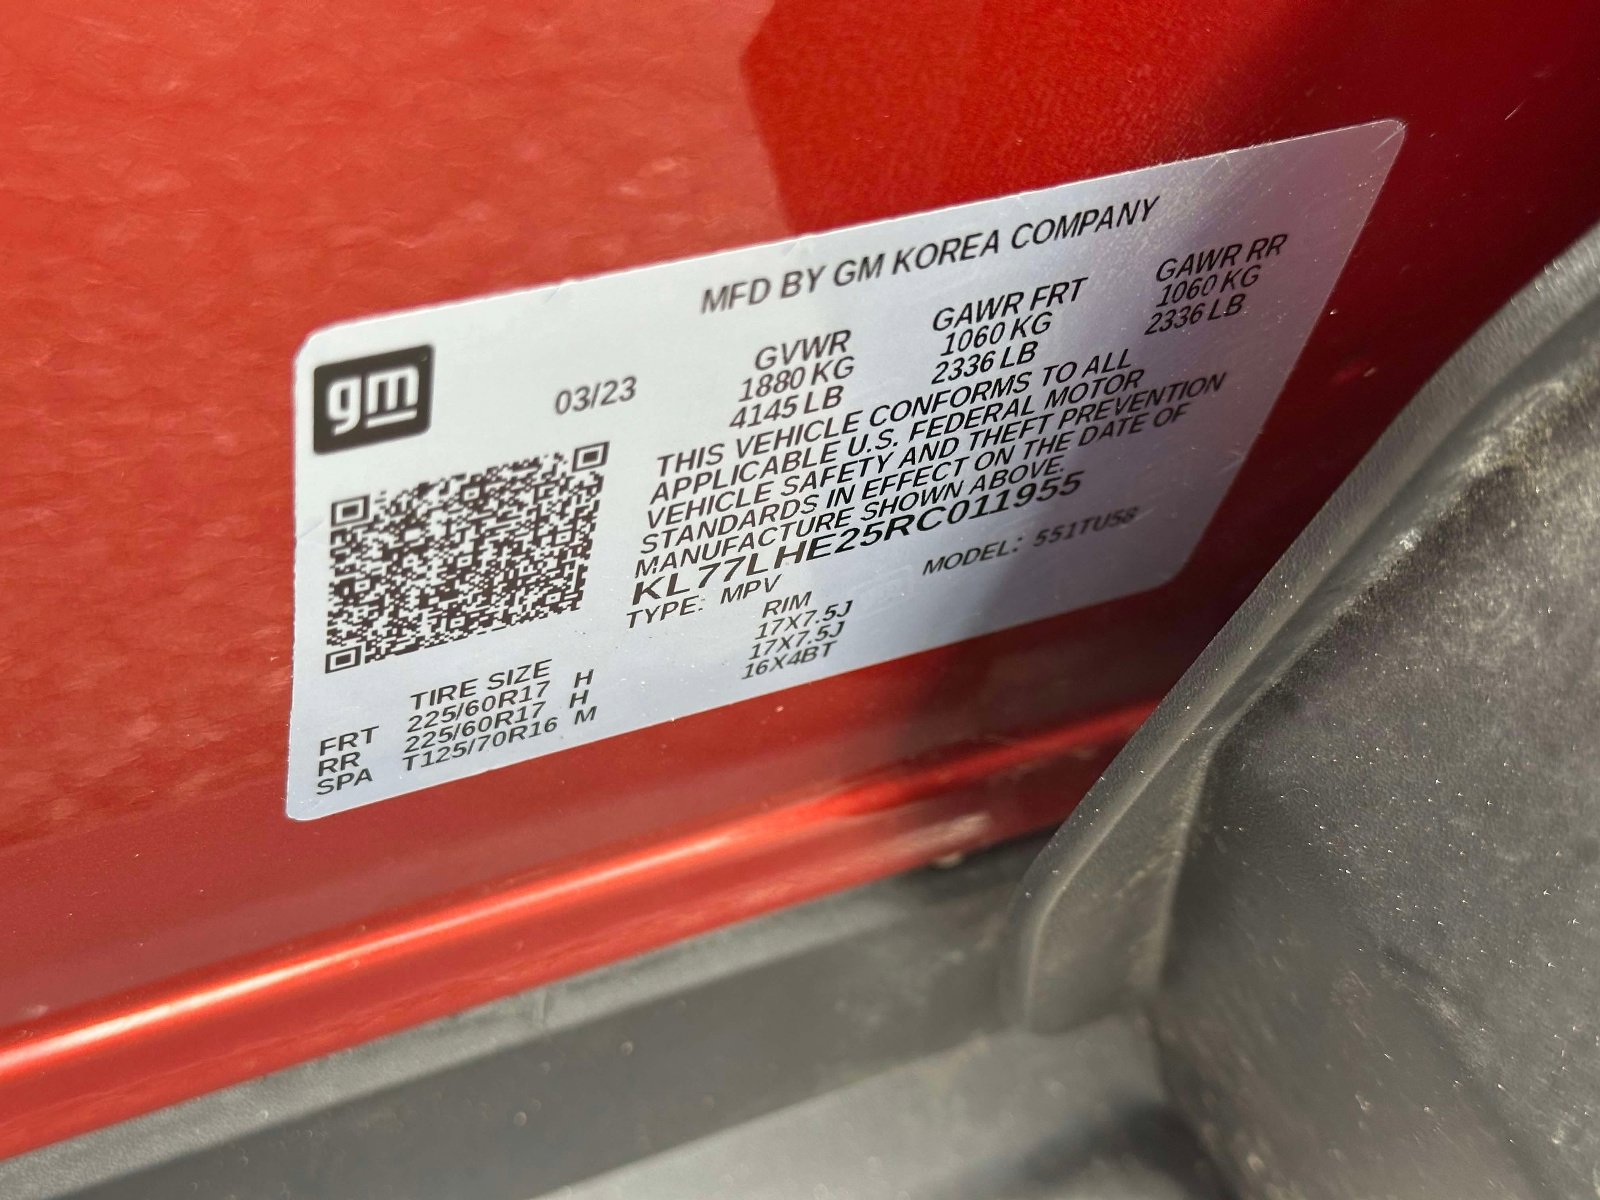 MFD BY GM KOREA COMPANY
gm
03/23
GVWR GAWR FRT GAWR RR
1880 KG 1060 KG 1060 KG
4145 LB 2336 LB 2336 LB
THIS VEHICLE CONFORMS TO ALL
APPLICABLE U.S. FEDERAL MOTOR
VEHICLE SAFETY AND THEFT PREVENTION
STANDARDS IN EFFECT ON THE DATE OF
MANUFACTURE SHOWN ABOVE.
KL77LHE25RC011955
TYPE: MPV MODEL: 551TU58
TIRE SIZE RIM
FRT 225/60R17 H 17X7.5J
RR 225/60R17 H 17X7.5J
SPA T125/70R16 M 16X4BT